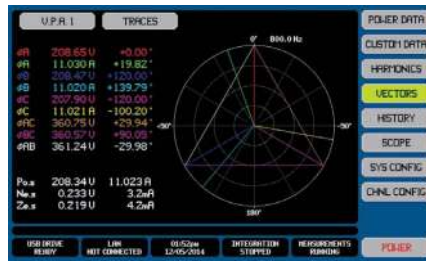 V.P.A. 1 TRACES
øA 208.65 V +0.00°
øA 11.030 A +19.82°
øB 208.47 V +120.00°
øB 11.020 A +139.79°
øC 207.90 V -120.00°
øC 11.021 A -100.20°
øAC 360.75 V +29.94°
øBC 360.57 V +90.05°
øAB 361.24 V -29.98°
Po.s 208.34 V 11.023 A
Ne.s 0.233 V 3.2mA
Ze.s 0.219 V 4.2mA
0° 800.0 Hz
-90° -90°
180°
POWER DATA
CUSTOM DATA
HARMONICS
VECTORS
HISTORY
SCOPE
SYS CONFIG
CHNL CONFIG
POWER
USB DRIVE READY
LAN NOT CONNECTED
01:52pm 12/05/2014
INTEGRATION STOPPED
MEASUREMENTS RUNNING